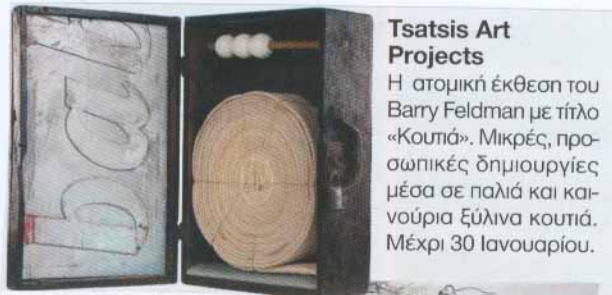 bab
Tsatsis Art
Projects
Η ατομική έκθεση του
Barry Feldman με τίτλο
«Κουτιά». Μικρές, προ-
σωπικές δημιουργίες
μέσα σε παλιά και και-
νούρια ξύλινα κουτιά.
Μέχρι 30 Ιανουαρίου.